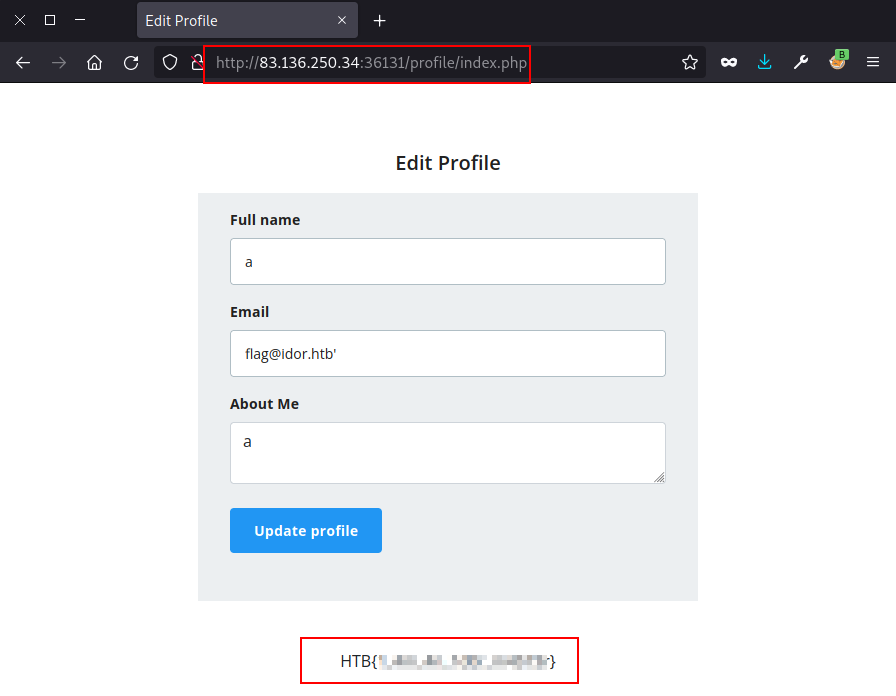 Edit Profile
http://83.136.250.34:36131/profile/index.php
B
Edit Profile
Full name
a
Email
flag@idor.htb'
About Me
a
Update profile
HTB{ }